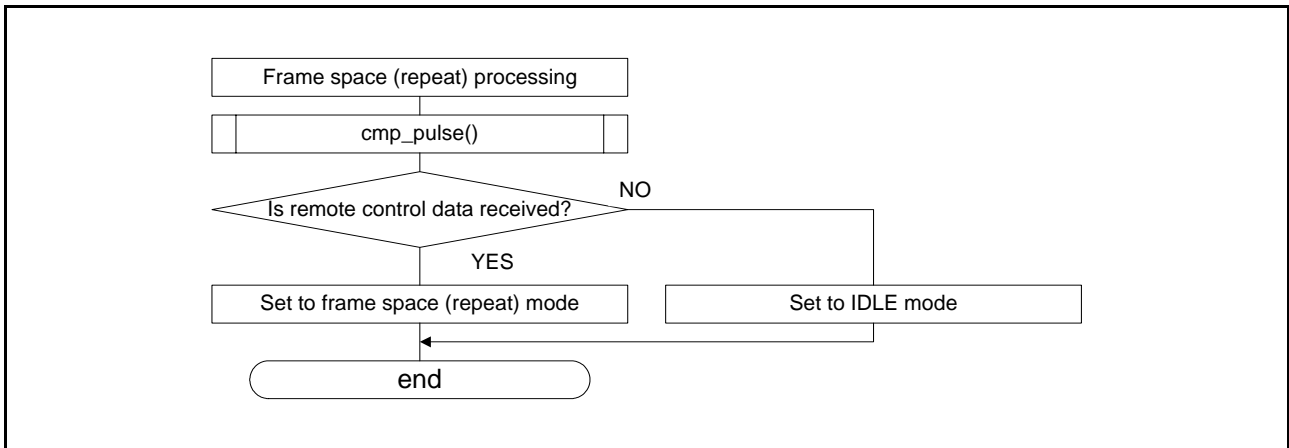 Frame space (repeat) processing
cmp_pulse()
Is remote control data received?
NO
YES
Set to frame space (repeat) mode
Set to IDLE mode
end